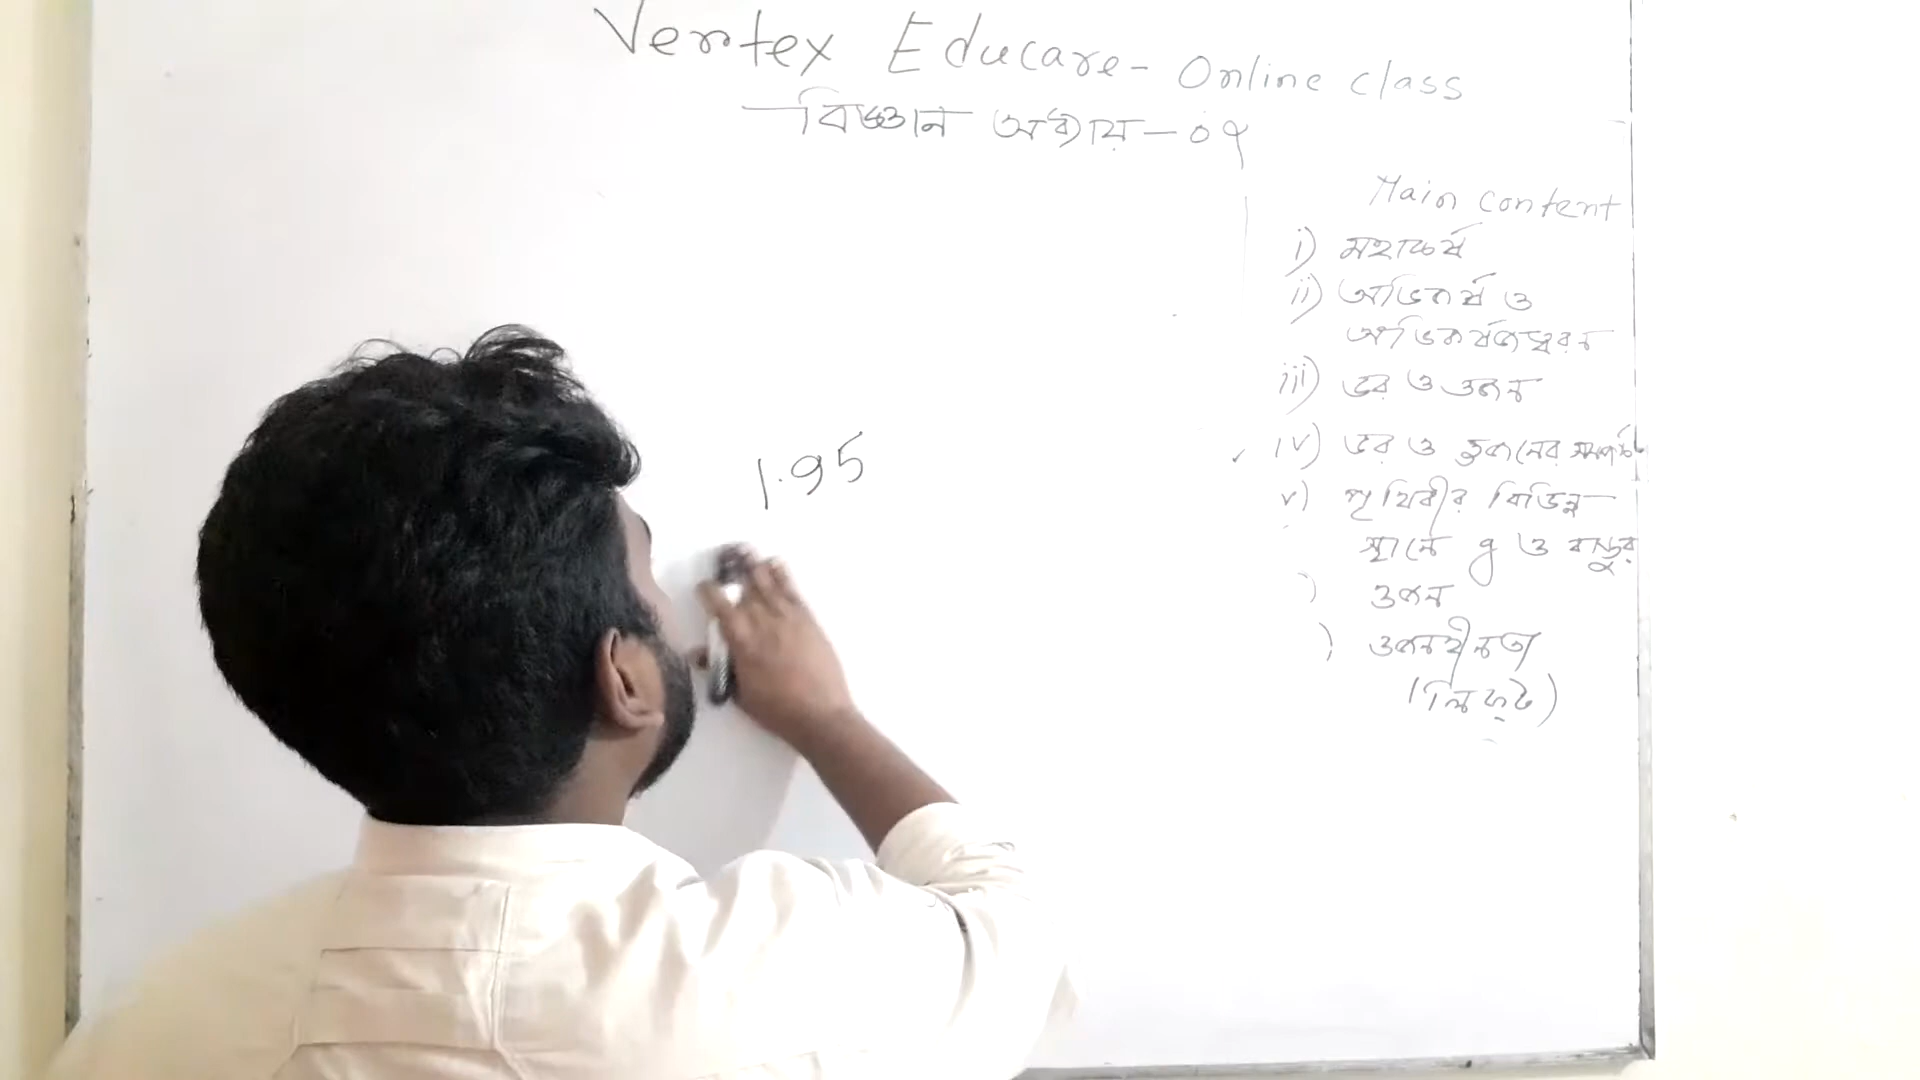 Vertex Educare - Online class
বিজ্ঞান অধ্যায় - ০৭
Main content
i) মহাকর্ষ
ii) অভিকর্ষ ও
অভিকর্ষজ ত্বরণ
iii) ভর ও ওজন
iv) ভর ও ওজনের সম্পর্ক
v) পৃথিবীর বিভিন্ন
স্থানে g ও বস্তুর
) ওজন
) ওজনহীনতা
(লিফ্ট)
1.95